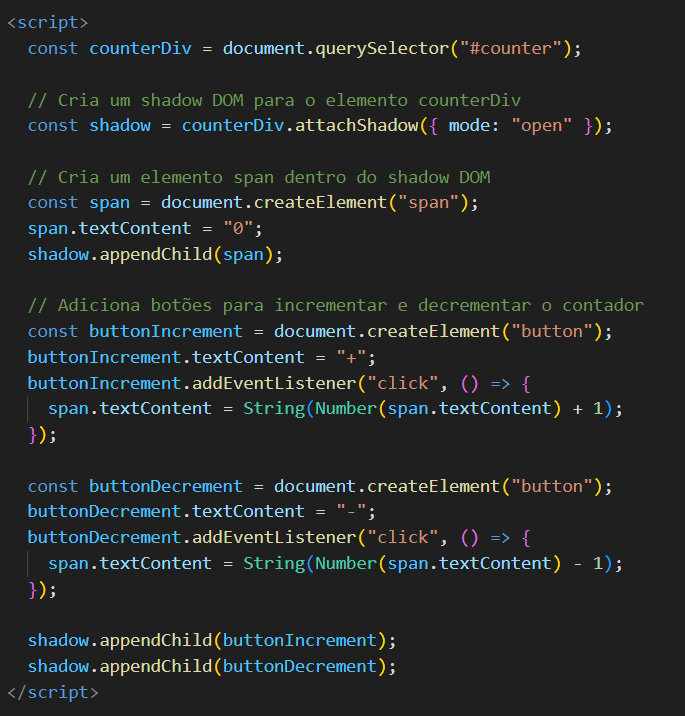 <script>
const counterDiv = document.querySelector("#counter");
// Cria um shadow DOM para o elemento counterDiv
const shadow = counterDiv.attachShadow({ mode: "open" });
// Cria um elemento span dentro do shadow DOM
const span = document.createElement("span");
span.textContent = "0";
shadow.appendChild(span);
// Adiciona botões para incrementar e decrementar o contador
const buttonIncrement = document.createElement("button");
buttonIncrement.textContent = "+";
buttonIncrement.addEventListener("click", () => {
span.textContent = String(Number(span.textContent) + 1);
});
const buttonDecrement = document.createElement("button");
buttonDecrement.textContent = "-";
buttonDecrement.addEventListener("click", () => {
span.textContent = String(Number(span.textContent) - 1);
});
shadow.appendChild(buttonIncrement);
shadow.appendChild(buttonDecrement);
</script>